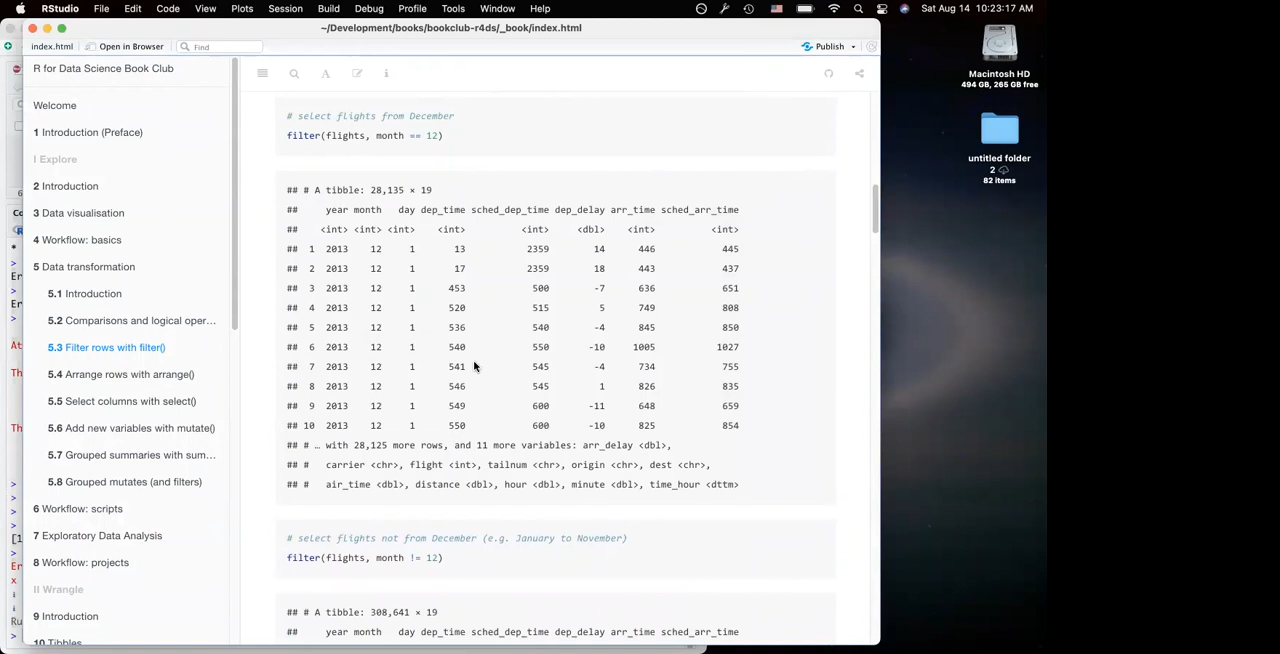 RStudio File Edit Code View Plots Session Build Debug Profile Tools Window Help Sat Aug 14 10:23:17 AM
~/Development/books/bookclub-r4ds/_book/index.html
index.html Open in Browser Find Publish
R for Data Science Book Club
Welcome
1 Introduction (Preface)
I Explore
2 Introduction
3 Data visualisation
4 Workflow: basics
5 Data transformation
5.1 Introduction
5.2 Comparisons and logical oper…
5.3 Filter rows with filter()
5.4 Arrange rows with arrange()
5.5 Select columns with select()
5.6 Add new variables with mutate()
5.7 Grouped summaries with sum…
5.8 Grouped mutates (and filters)
6 Workflow: scripts
7 Exploratory Data Analysis
8 Workflow: projects
II Wrangle
9 Introduction
10 Tibbles
# select flights from December
filter(flights, month == 12)
## # A tibble: 28,135 × 19
## year month day dep_time sched_dep_time dep_delay arr_time sched_arr_time
## <int> <int> <int> <int> <int> <dbl> <int> <int>
## 1 2013 12 1 13 2359 14 446 445
## 2 2013 12 1 17 2359 18 443 437
## 3 2013 12 1 453 500 -7 636 651
## 4 2013 12 1 520 515 5 749 808
## 5 2013 12 1 536 540 -4 845 850
## 6 2013 12 1 540 550 -10 1005 1027
## 7 2013 12 1 541 545 -4 734 755
## 8 2013 12 1 546 545 1 826 835
## 9 2013 12 1 549 600 -11 648 659
## 10 2013 12 1 550 600 -10 825 854
## # … with 28,125 more rows, and 11 more variables: arr_delay <dbl>,
## # carrier <chr>, flight <int>, tailnum <chr>, origin <chr>, dest <chr>,
## # air_time <dbl>, distance <dbl>, hour <dbl>, minute <dbl>, time_hour <dttm>
# select flights not from December (e.g. January to November)
filter(flights, month != 12)
## # A tibble: 308,641 × 19
## year month day dep_time sched_dep_time dep_delay arr_time sched_arr_time
Macintosh HD
494 GB, 265 GB free
untitled folder
2
82 items